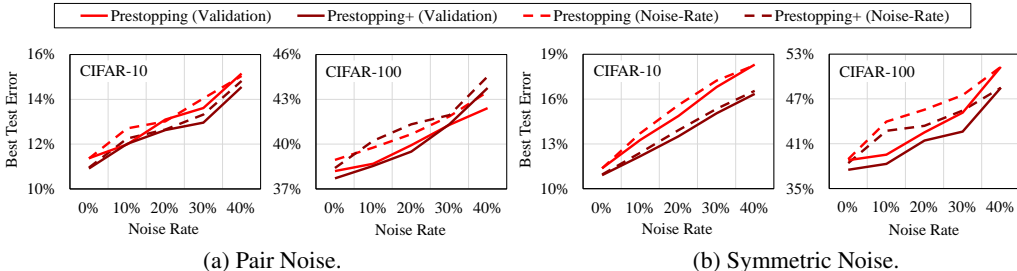 Prestopping (Validation) Prestopping+ (Validation) Prestopping (Noise-Rate) Prestopping+ (Noise-Rate)
Best Test Error
16%
14%
12%
10%
CIFAR-10
0% 10% 20% 30% 40%
Noise Rate
46%
43%
40%
37%
CIFAR-100
0% 10% 20% 30% 40%
Noise Rate
(a) Pair Noise.
Best Test Error
19%
16%
13%
10%
CIFAR-10
0% 10% 20% 30% 40%
Noise Rate
53%
47%
41%
35%
CIFAR-100
0% 10% 20% 30% 40%
Noise Rate
(b) Symmetric Noise.